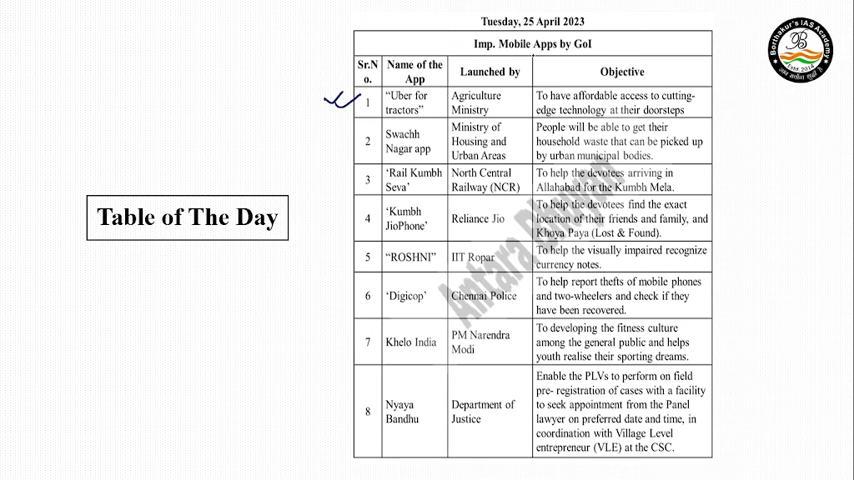 Tuesday, 25 April 2023
Imp. Mobile Apps by GoI
Sr.N
o.
Name of the
App
Launched by
Objective
1
"Uber for
tractors"
Agriculture
Ministry
To have affordable access to cutting-
edge technology at their doorsteps
2
Swachh
Nagar app
Ministry of
Housing and
Urban Areas
People will be able to get their
household waste that can be picked up
by urban municipal bodies.
3
'Rail Kumbh
Seva'
North Central
Railway (NCR)
To help the devotees arriving in
Allahabad for the Kumbh Mela.
4
'Kumbh
JioPhone'
Reliance Jio
To help the devotees find the exact
location of their friends and family, and
Khoya Paya (Lost & Found).
5
"ROSHNI"
IIT Ropar
To help the visually impaired recognize
currency notes.
6
'Digicop'
Chennai Police
To help report thefts of mobile phones
and two-wheelers and check if they
have been recovered.
7
Khelo India
PM Narendra
Modi
To developing the fitness culture
among the general public and helps
youth realise their sporting dreams.
8
Nyaya
Bandhu
Department of
Justice
Enable the PLVs to perform on field
pre- registration of cases with a facility
to seek appointment from the Panel
lawyer on preferred date and time, in
coordination with Village Level
entrepreneur (VLE) at the CSC.
Table of The Day
Borthakur's IAS Academy
B
Antara